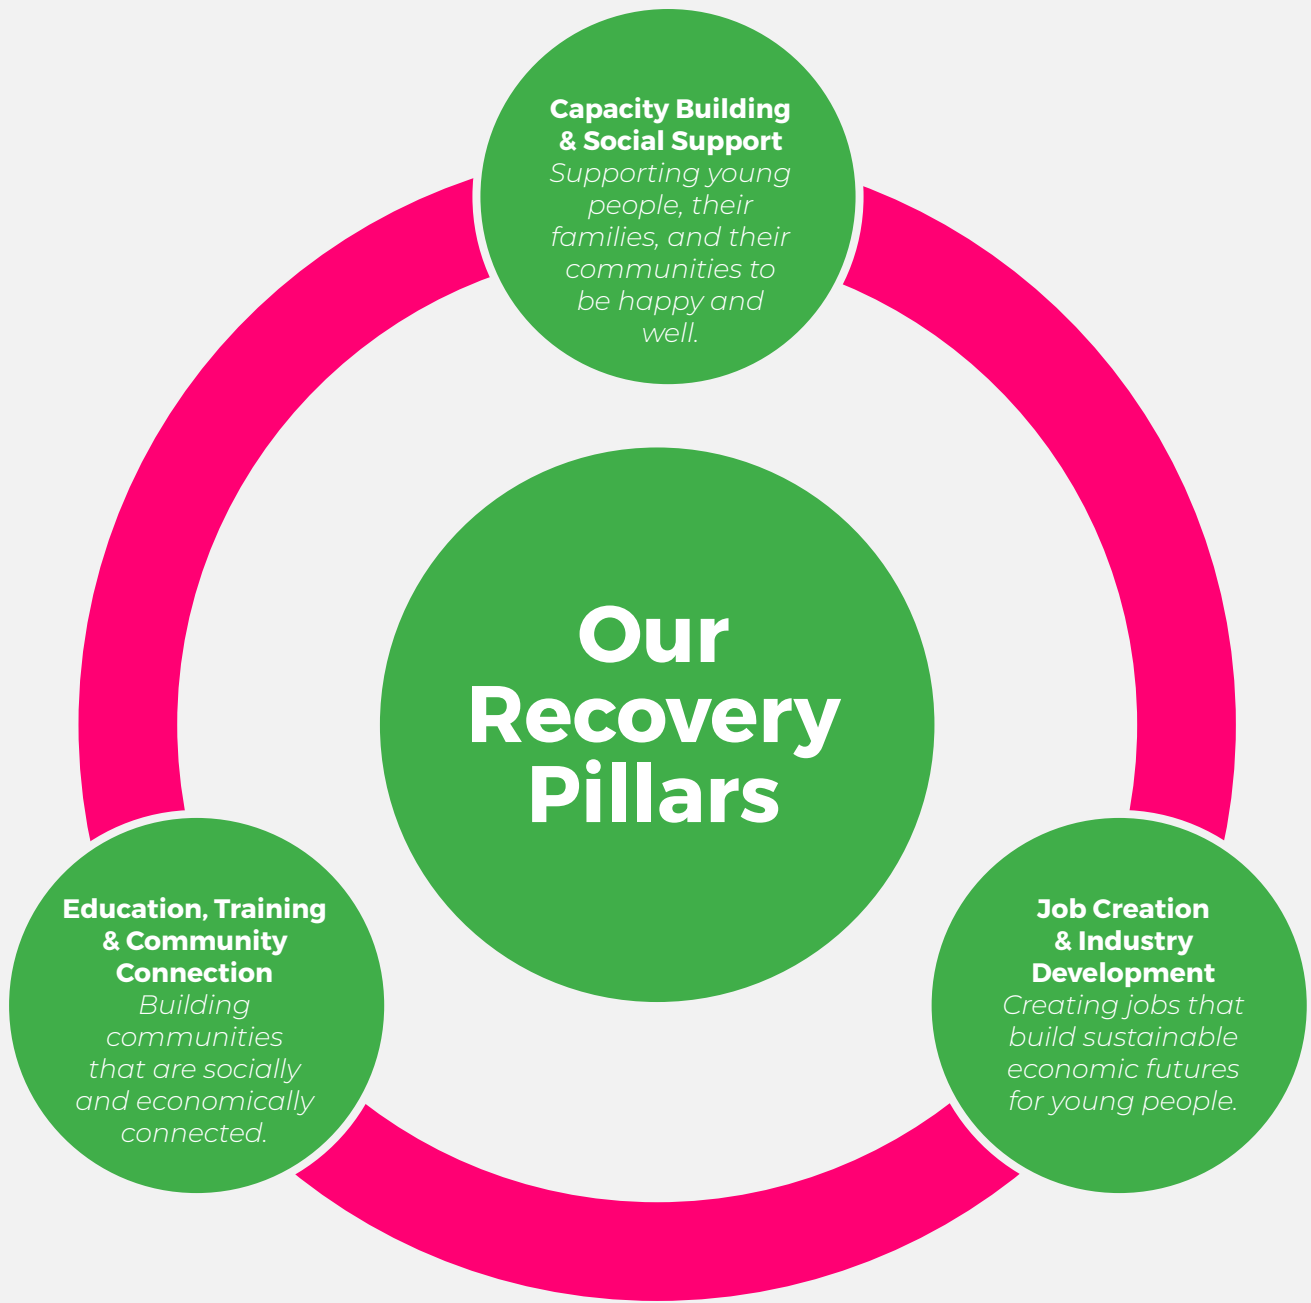 Capacity Building
& Social Support
Supporting young
people, their
families, and their
communities to
be happy and
well.
Our
Recovery
Pillars
Education, Training
& Community
Connection
Building
communities
that are socially
and economically
connected.
Job Creation
& Industry
Development
Creating jobs that
build sustainable
economic futures
for young people.